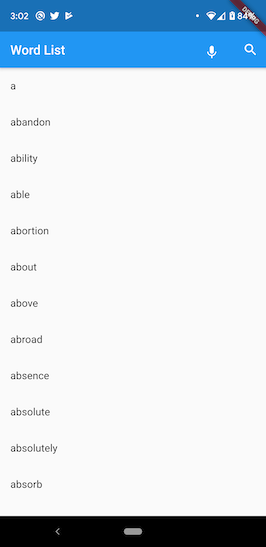 3:02
84%
DEBUG
Word List
a
abandon
ability
able
abortion
about
above
abroad
absence
absolute
absolutely
absorb